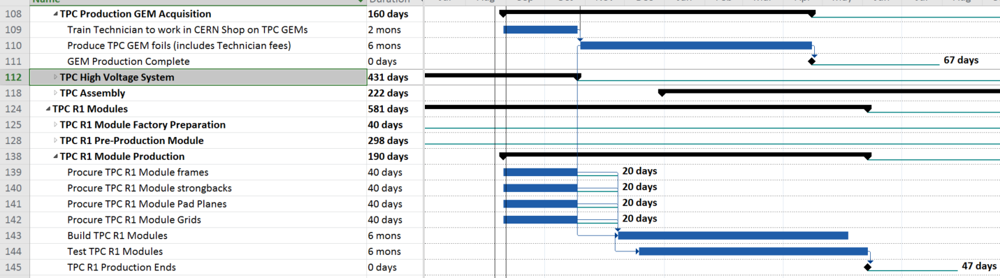 Name Duration
108 TPC Production GEM Acquisition 160 days
109 Train Technician to work in CERN Shop on TPC GEMs 2 mons
110 Produce TPC GEM foils (includes Technician fees) 6 mons
111 GEM Production Complete 0 days 67 days
112 TPC High Voltage System 431 days
118 TPC Assembly 222 days
124 TPC R1 Modules 581 days
125 TPC R1 Module Factory Preparation 40 days
128 TPC R1 Pre-Production Module 298 days
138 TPC R1 Module Production 190 days
139 Procure TPC R1 Module frames 40 days 20 days
140 Procure TPC R1 Module strongbacks 40 days 20 days
141 Procure TPC R1 Module Pad Planes 40 days 20 days
142 Procure TPC R1 Module Grids 40 days 20 days
143 Build TPC R1 Modules 6 mons
144 Test TPC R1 Modules 6 mons
145 TPC R1 Production Ends 0 days 47 days